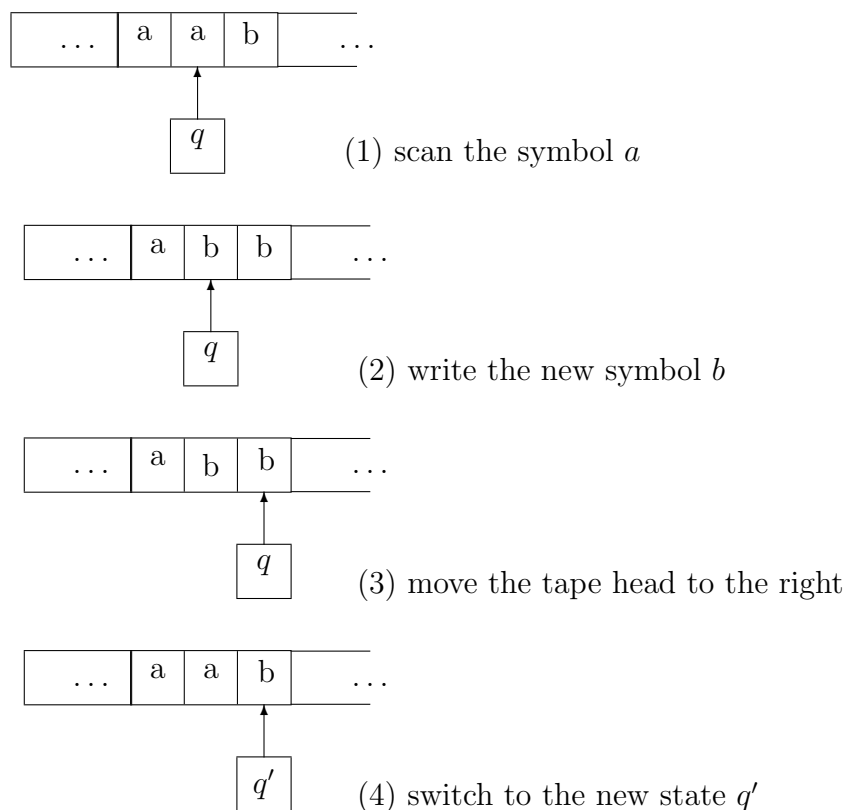 ... a a b ...
q
(1) scan the symbol a
... a b b ...
q
(2) write the new symbol b
... a b b ...
q
(3) move the tape head to the right
... a a b ...
q′
(4) switch to the new state q′